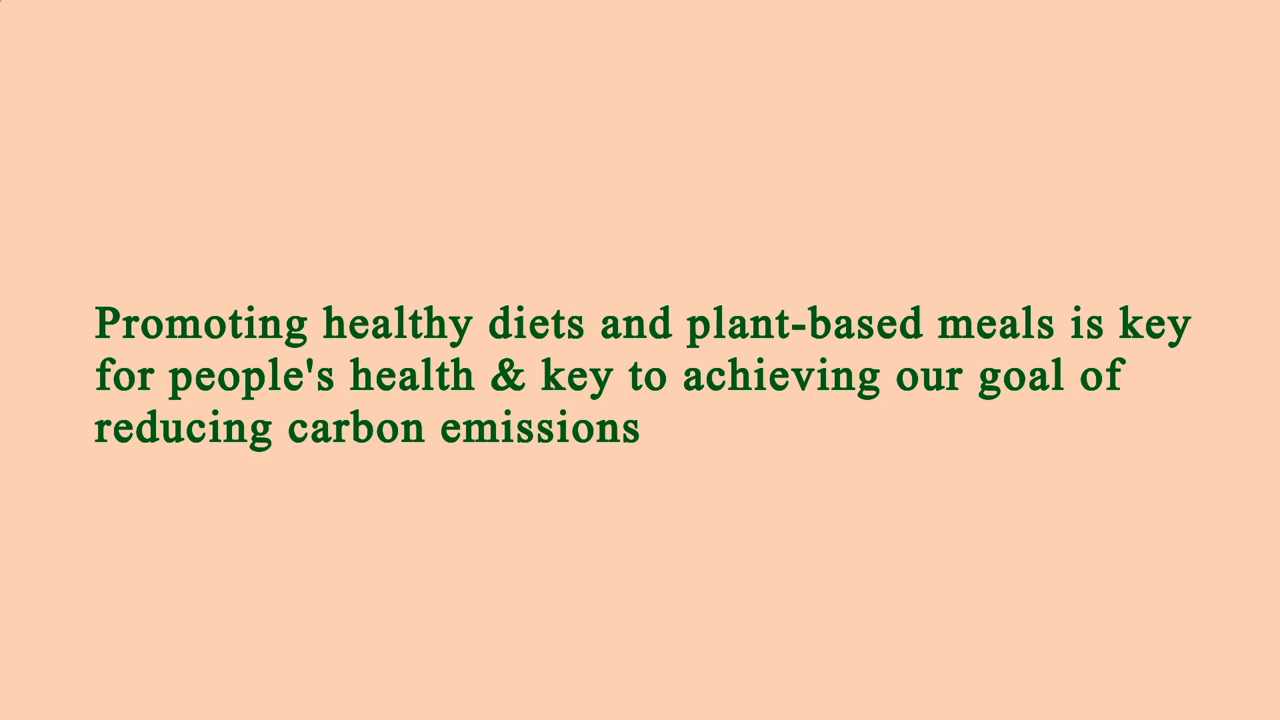 Promoting healthy diets and plant-based meals is key
for people's health & key to achieving our goal of
reducing carbon emissions